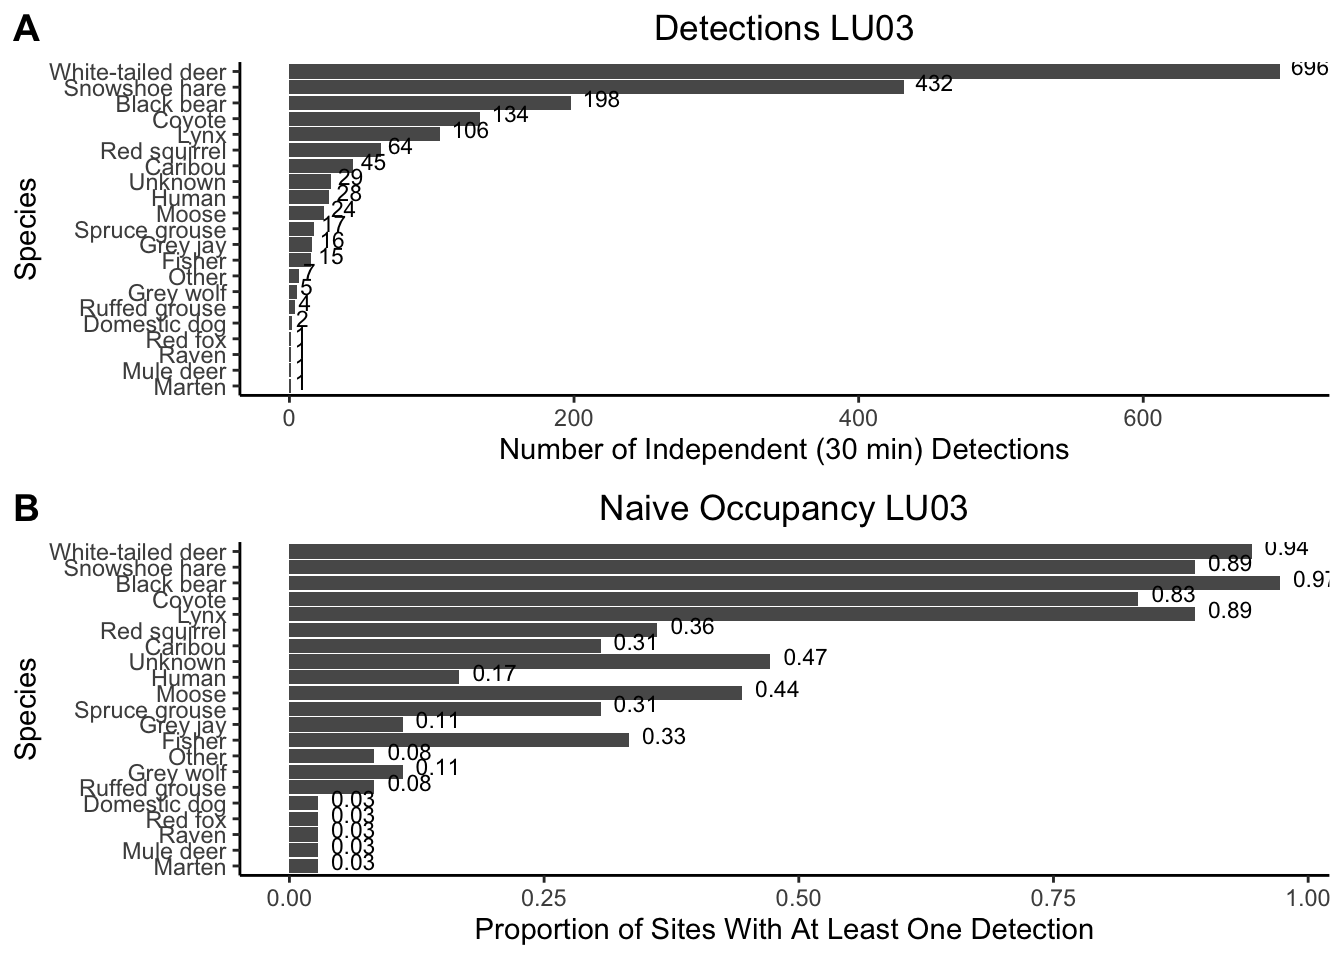 A
Detections LU03
Species
White-tailed deer 696
Snowshoe hare 432
Black bear 198
Coyote 134
Lynx 106
Red squirrel 64
Caribou 45
Unknown 29
Human 28
Moose 24
Spruce grouse 17
Grey jay 16
Fisher 15
Other 7
Grey wolf 5
Ruffed grouse 4
Domestic dog 2
Red fox 1
Raven 1
Mule deer 1
Marten 1
0 200 400 600
Number of Independent (30 min) Detections
B
Naive Occupancy LU03
Species
White-tailed deer 0.94
Snowshoe hare 0.89
Black bear 0.97
Coyote 0.83
Lynx 0.89
Red squirrel 0.36
Caribou 0.31
Unknown 0.47
Human 0.17
Moose 0.44
Spruce grouse 0.31
Grey jay 0.11
Fisher 0.33
Other 0.08
Grey wolf 0.11
Ruffed grouse 0.08
Domestic dog 0.03
Red fox 0.03
Raven 0.03
Mule deer 0.03
Marten 0.03
0.00 0.25 0.50 0.75 1.00
Proportion of Sites With At Least One Detection